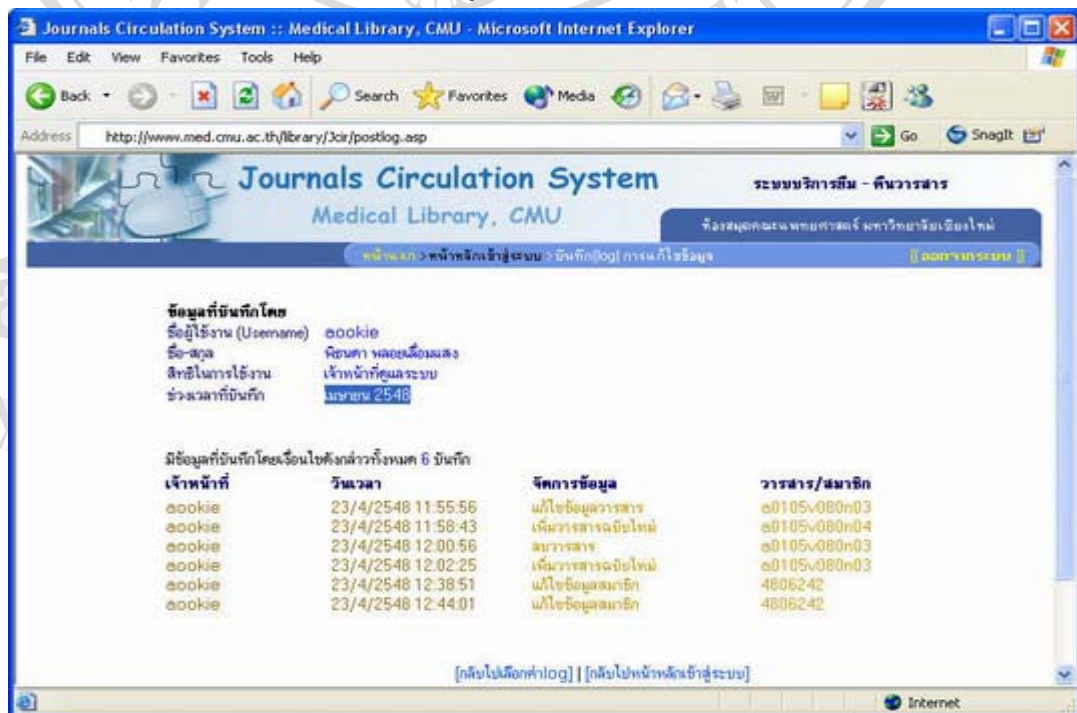 Journals Circulation System :: Medical Library, CMU - Microsoft Internet Explorer
File Edit View Favorites Tools Help
Back Search Favorites Media
Address http://www.med.cmu.ac.th/library/Jcir/postlog.asp Go SnagIt
Journals Circulation System
ระบบบริการยืม - คืนวารสาร
Medical Library, CMU
ห้องสมุดคณะแพทยศาสตร์ มหาวิทยาลัยเชียงใหม่
หน้าแรก > หน้าหลักเข้าสู่ระบบ > บันทึก(log) การแก้ไขข้อมูล [[ ออกจากระบบ ]]
ข้อมูลที่บันทึกโดย
ชื่อผู้ใช้งาน (Username) aookie
ชื่อ-สกุล พลอยเลื่อมแสง
สิทธิในการใช้งาน เจ้าหน้าที่ดูแลระบบ
ช่วงเวลาที่บันทึก เมษายน 2548
มีข้อมูลที่บันทึกโดยเงื่อนไขดังกล่าวทั้งหมด 6 บันทึก
เจ้าหน้าที่ วันเวลา จัดการข้อมูล วารสาร/สมาชิก
aookie 23/4/2548 11:55:56 แก้ไขข้อมูลวารสาร a0105v080n03
aookie 23/4/2548 11:58:43 เพิ่มวารสารฉบับใหม่ a0105v080n04
aookie 23/4/2548 12:00:56 ลบวารสาร a0105v080n03
aookie 23/4/2548 12:02:25 เพิ่มวารสารฉบับใหม่ a0105v080n03
aookie 23/4/2548 12:38:51 แก้ไขข้อมูลสมาชิก 4806242
aookie 23/4/2548 12:44:01 แก้ไขข้อมูลสมาชิก 4806242
[กลับไปเลือกค่าlog] | [กลับไปหน้าหลักเข้าสู่ระบบ]
Internet